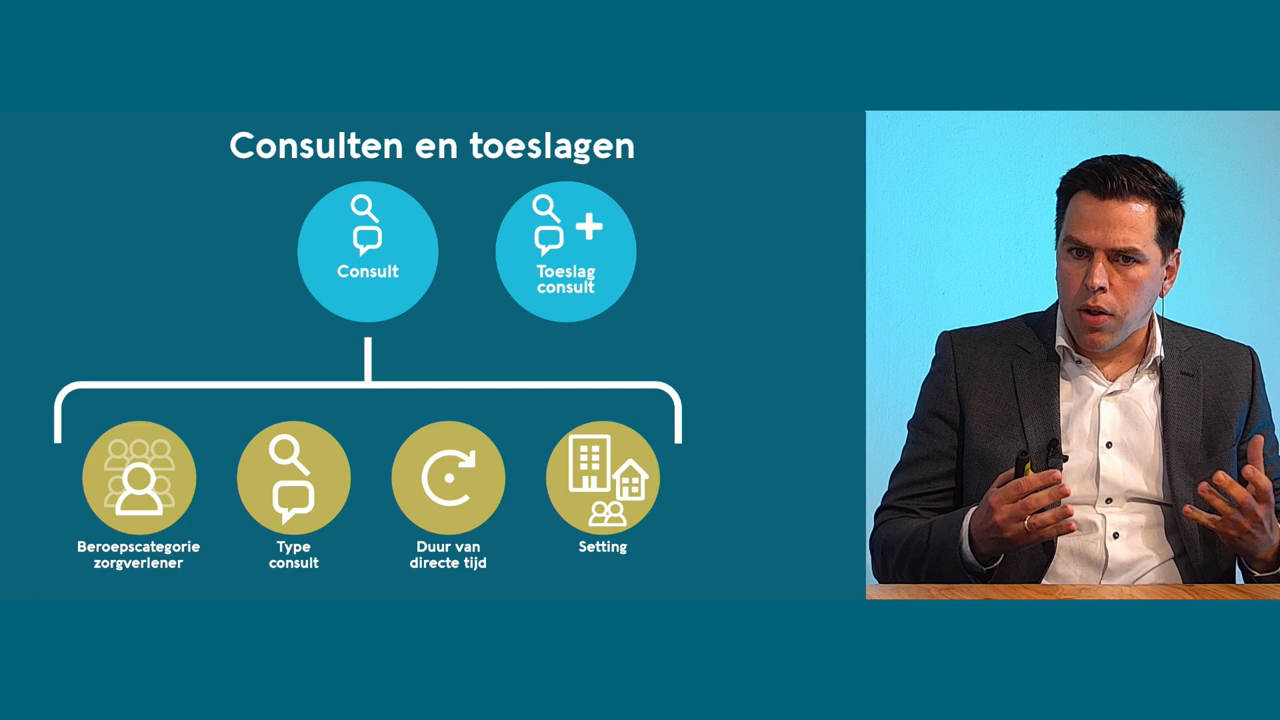 Consulten en toeslagen
Consult
Toeslag
consult
Beroepscategorie
zorgverlener
Type
consult
Duur van
directe tijd
Setting